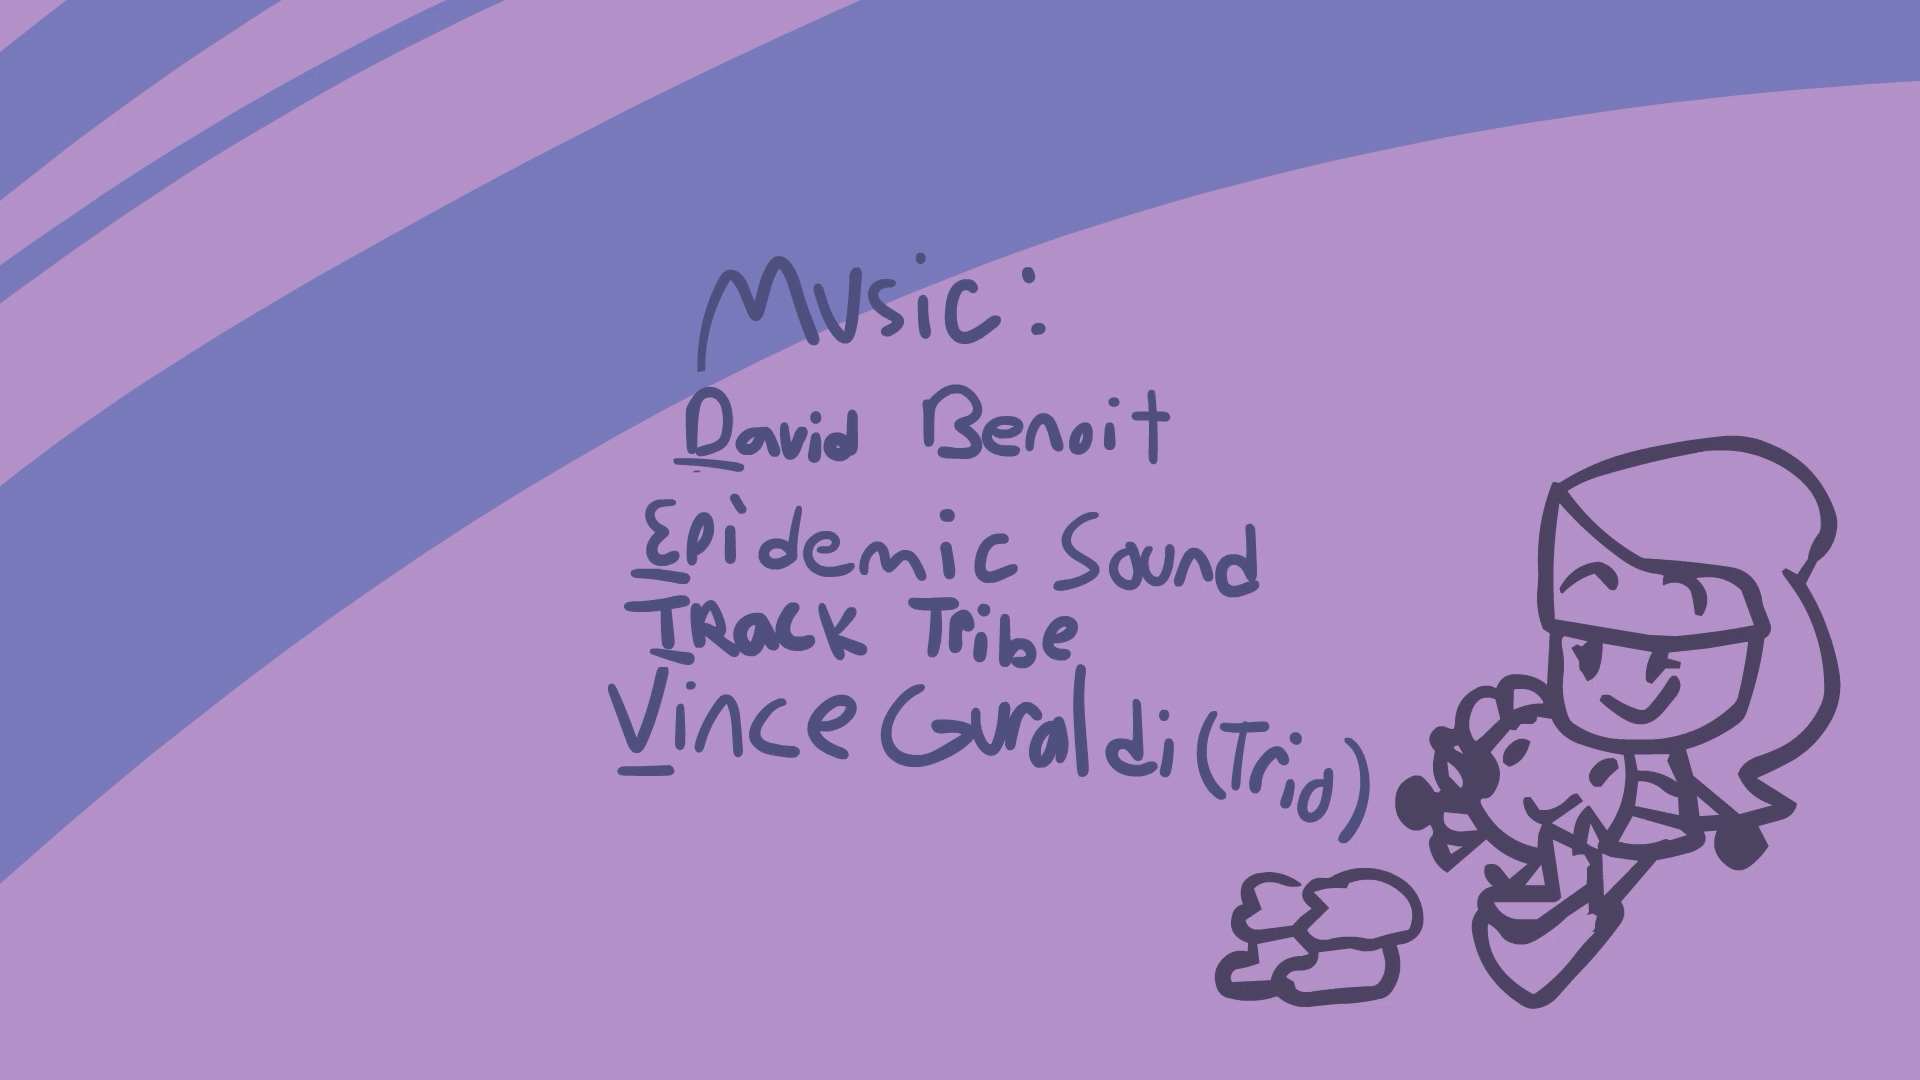 Music:
David Benoit
Epidemic Sound
Track Tribe
Vince Guraldi (Trio)